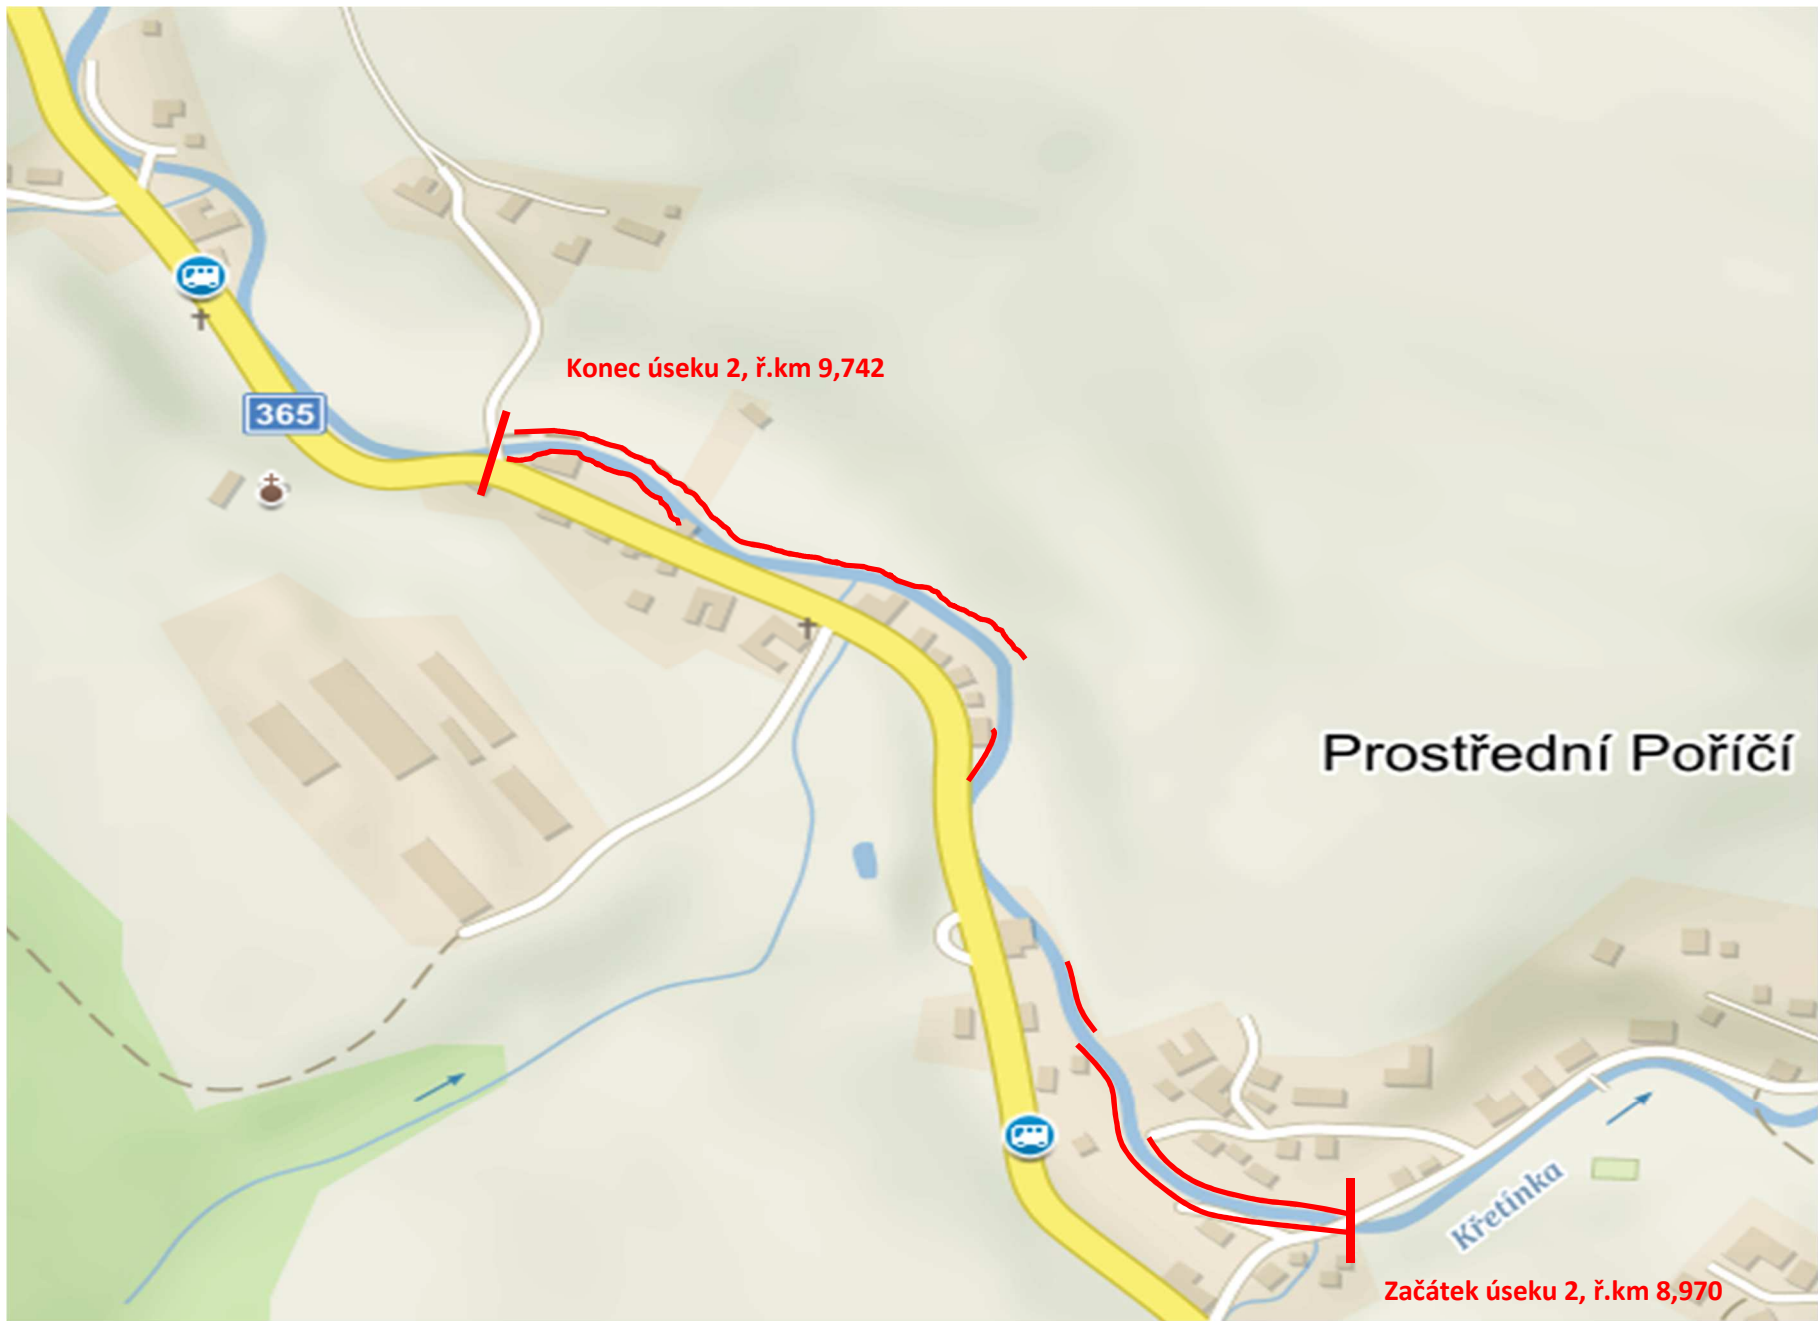 Konec úseku 2, ř.km 9,742
365
Prostřední Poříčí
Křetínka
Začátek úseku 2, ř.km 8,970